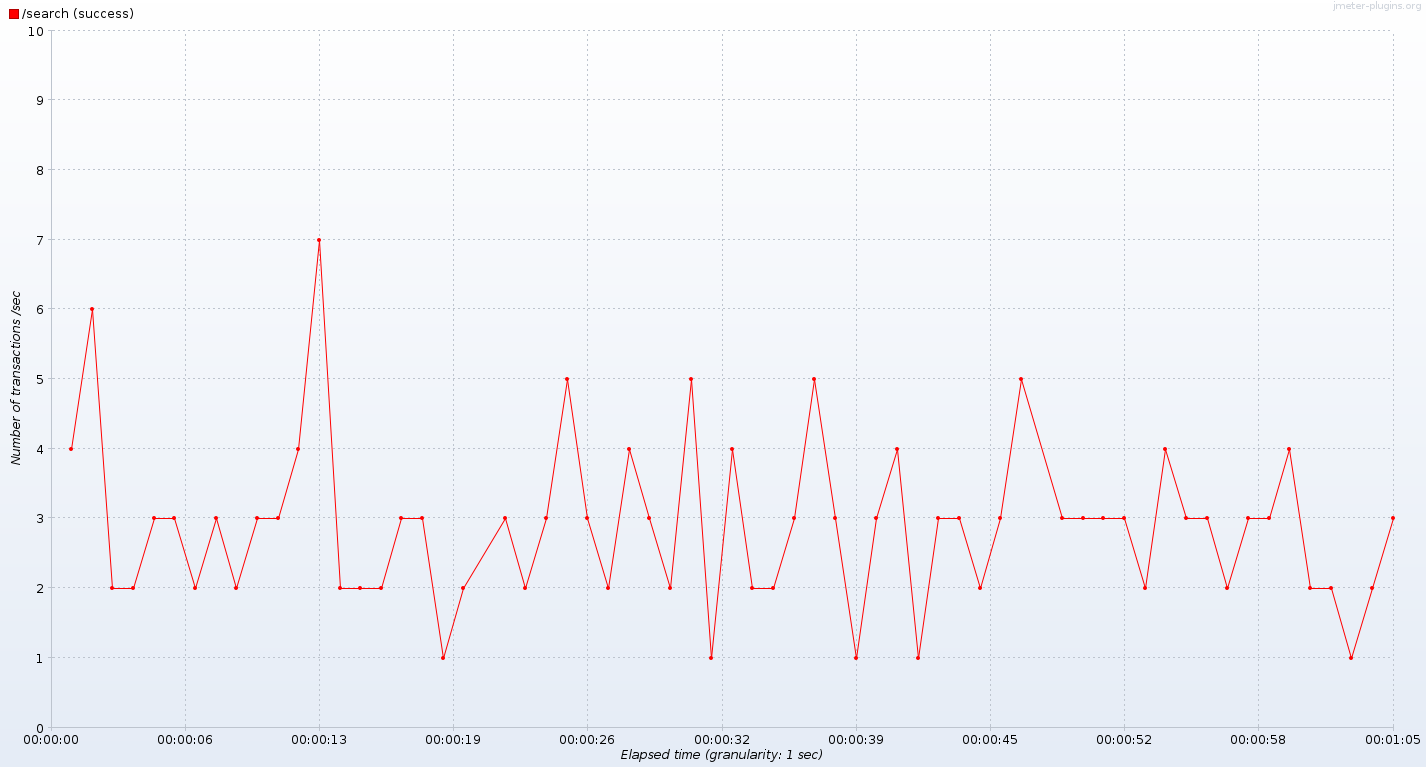 /search (success)
jmeter-plugins.org
10
9
8
7
6
5
4
3
2
1
0
Number of transactions /sec
00:00:00 00:00:06 00:00:13 00:00:19 00:00:26 00:00:32 00:00:39 00:00:45 00:00:52 00:00:58 00:01:05
Elapsed time (granularity: 1 sec)